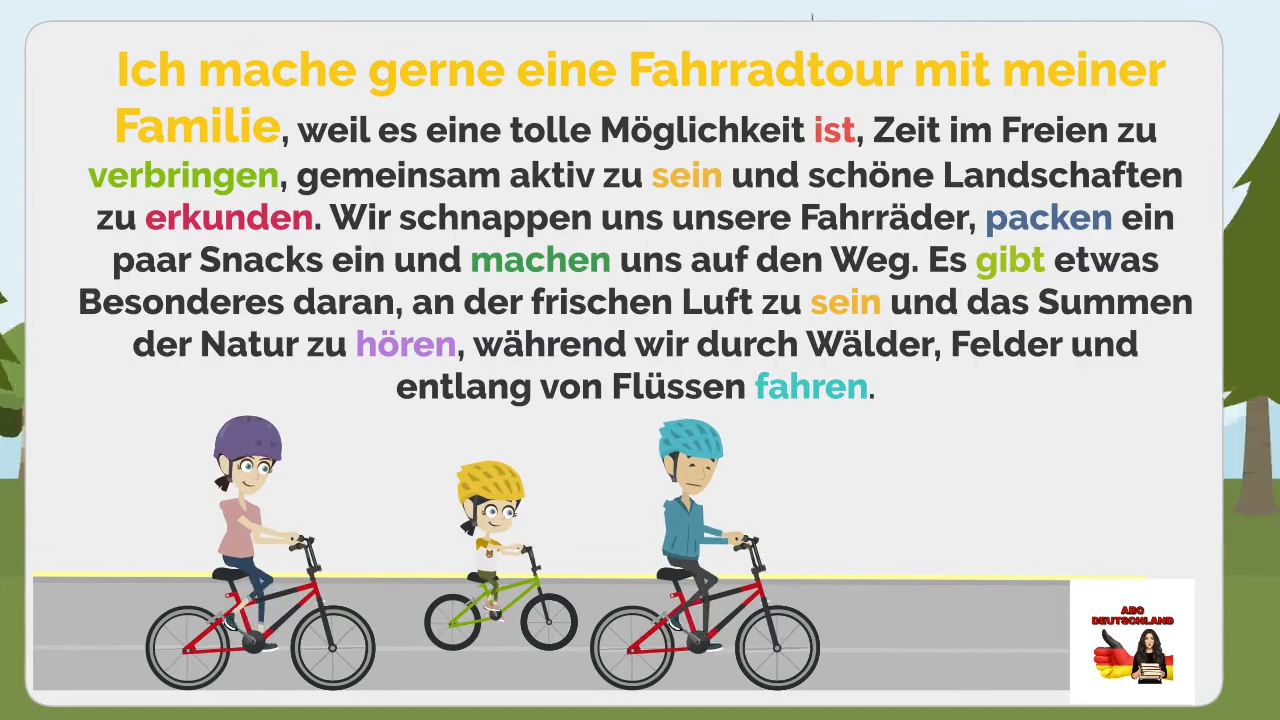 Ich mache gerne eine Fahrradtour mit meiner
Familie, weil es eine tolle Möglichkeit ist, Zeit im Freien zu
verbringen, gemeinsam aktiv zu sein und schöne Landschaften
zu erkunden. Wir schnappen uns unsere Fahrräder, packen ein
paar Snacks ein und machen uns auf den Weg. Es gibt etwas
Besonderes daran, an der frischen Luft zu sein und das Summen
der Natur zu hören, während wir durch Wälder, Felder und
entlang von Flüssen fahren.
ABC
DEUTSCHLAND